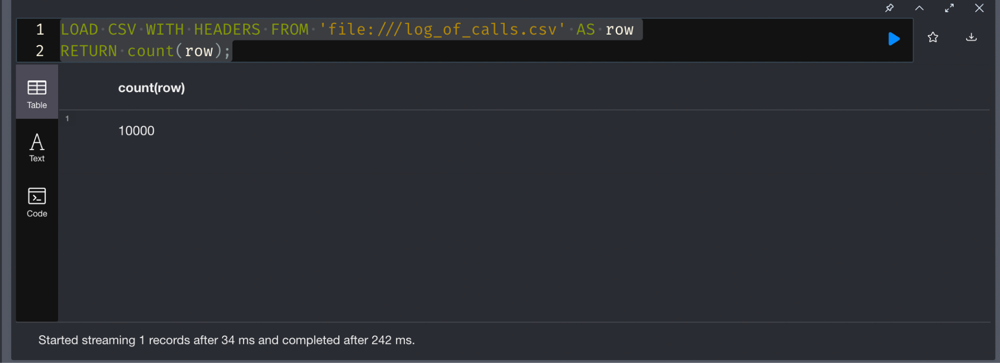 1 LOAD CSV WITH HEADERS FROM 'file:///log_of_calls.csv' AS row
2 RETURN count(row);
Table
count(row)
1
10000
Text
Code
Started streaming 1 records after 34 ms and completed after 242 ms.